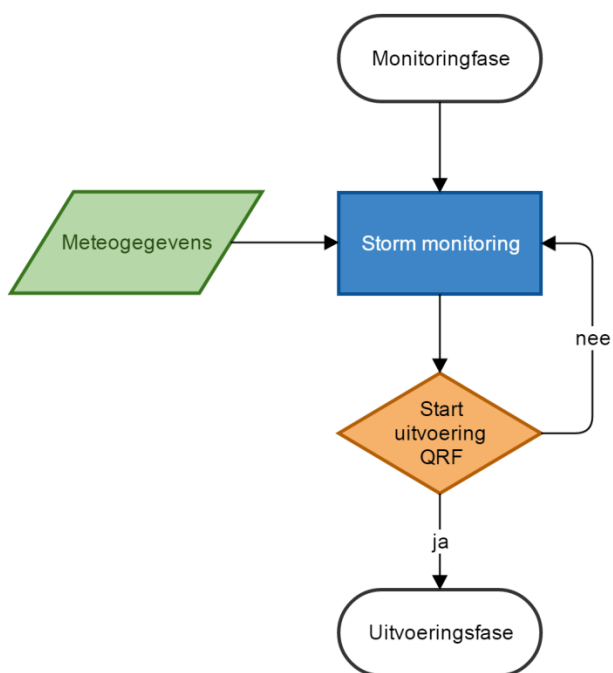 Monitoringfase
Meteogegevens
Storm monitoring
nee
Start
uitvoering
QRF
ja
Uitvoeringsfase